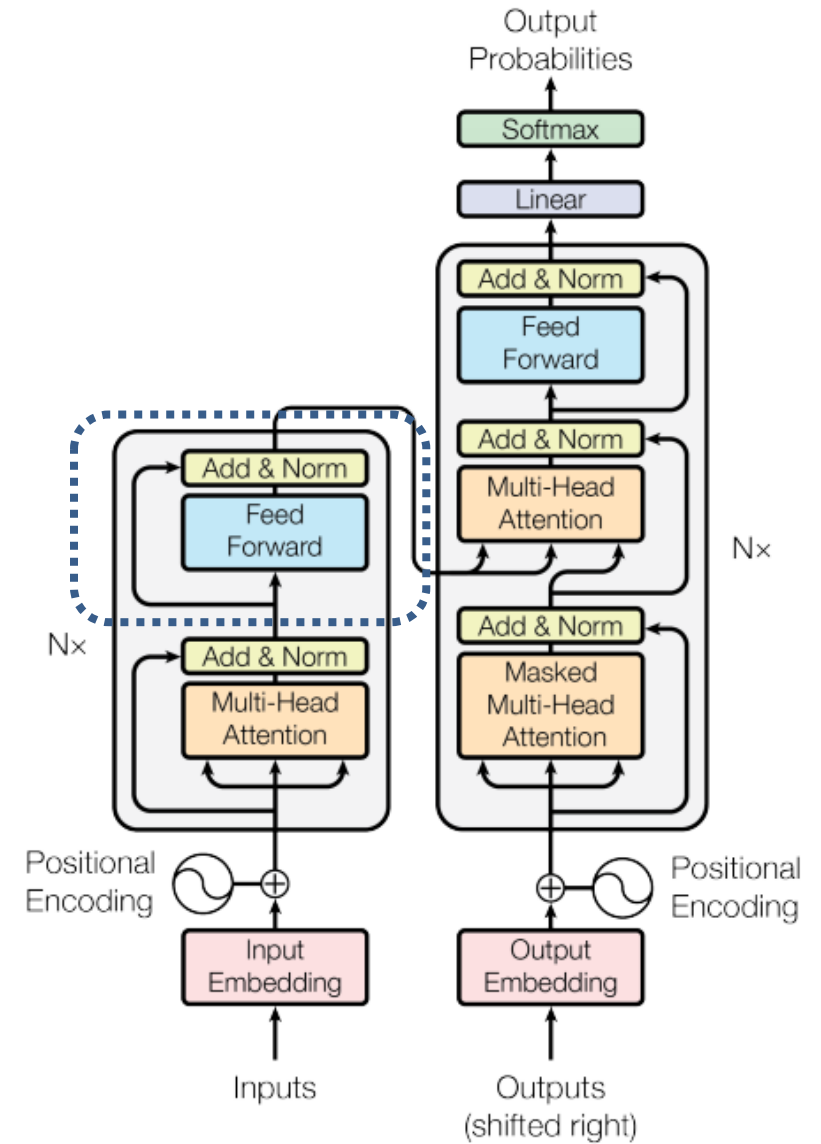 Output
Probabilities
Softmax
Linear
Add & Norm
Feed
Forward
Add & Norm
Multi-Head
Attention
Nx
Add & Norm
Masked
Multi-Head
Attention
Add & Norm
Feed
Forward
Nx
Add & Norm
Multi-Head
Attention
Positional
Encoding
Positional
Encoding
Input
Embedding
Output
Embedding
Inputs
Outputs
(shifted right)